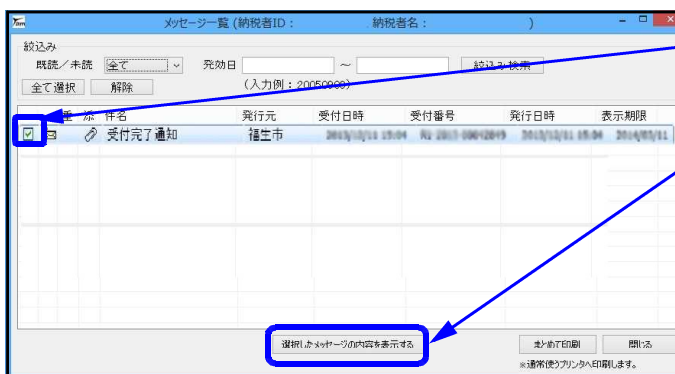 メッセージ一覧 (納税者ID： 納税者名： )
絞込み
既読／未読 全て 発効日 ～ 絞込み検索
全て選択 解除 (入力例：20050909)
重 添 件名 発行元 受付日時 受付番号 発行日時 表示期限
受付完了通知 福生市
選択したメッセージの内容を表示する まとめて印刷 閉じる
※通常使うプリンタへ印刷します。